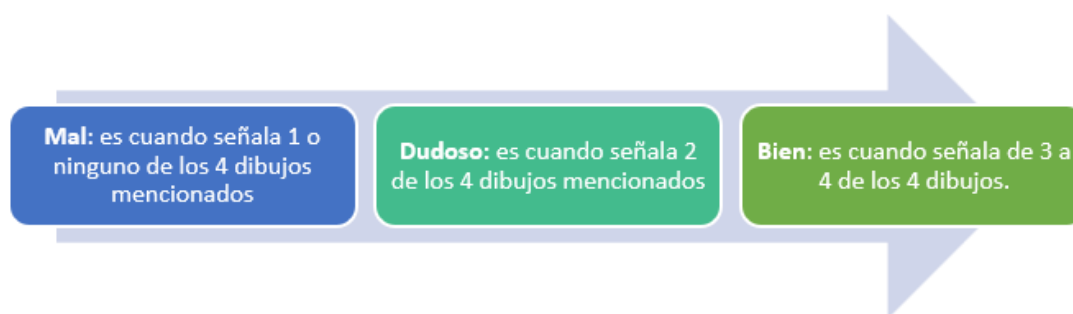 Mal: es cuando señala 1 o
ninguno de los 4 dibujos
mencionados
Dudoso: es cuando señala 2
de los 4 dibujos mencionados
Bien: es cuando señala de 3 a
4 de los 4 dibujos.